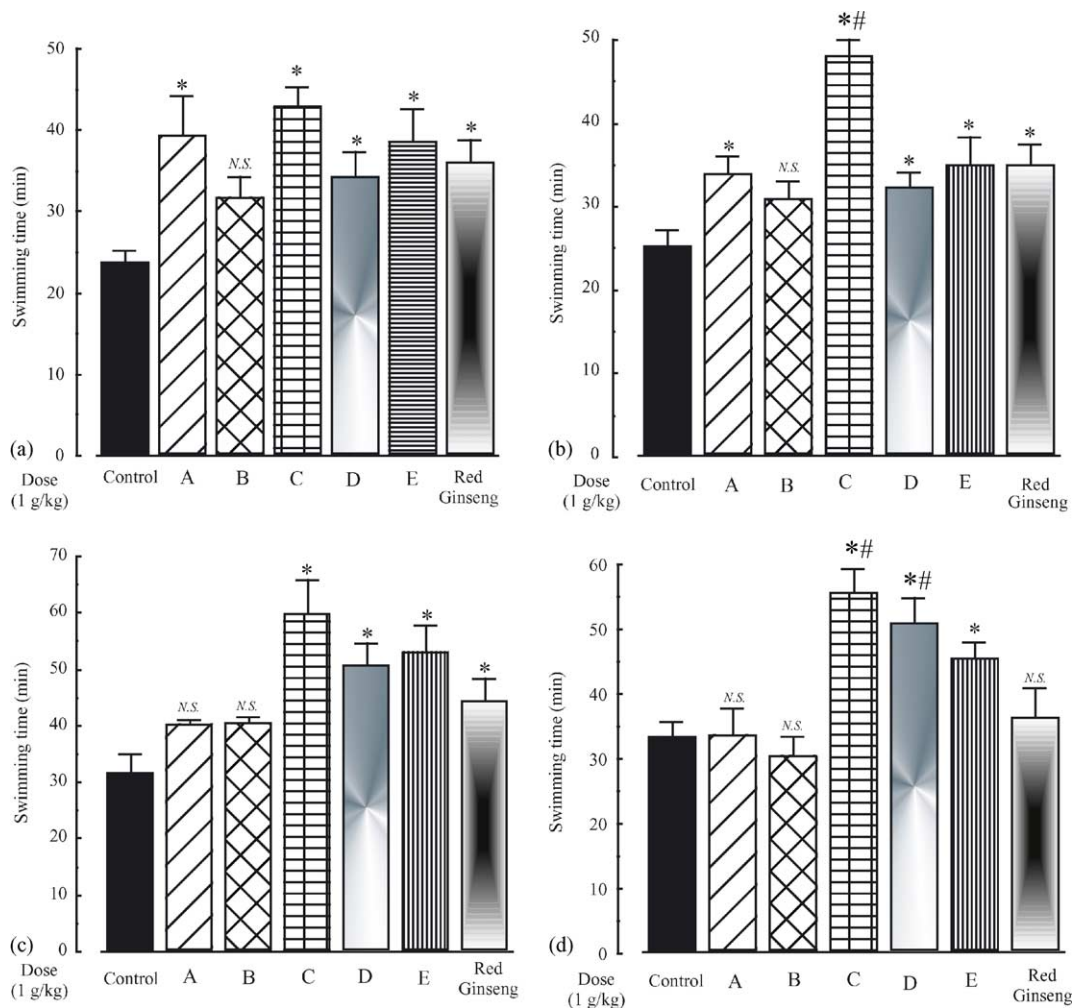 50
40
30
20
10
0
Swimming time (min)
*
N.S.
*
*
*
*
(a)
Dose
(1 g/kg)
Control
A
B
C
D
E
Red
Ginseng
50
40
30
20
10
0
Swimming time (min)
*
N.S.
*#
*
*
*
(b)
Dose
(1 g/kg)
Control
A
B
C
D
E
Red
Ginseng
70
60
50
40
30
20
10
0
Swimming time (min)
N.S.
N.S.
*
*
*
*
(c)
Dose
(1 g/kg)
Control
A
B
C
D
E
Red
Ginseng
60
50
40
30
20
10
0
Swimming time (min)
N.S.
N.S.
*#
*#
*
N.S.
(d)
Dose
(1 g/kg)
Control
A
B
C
D
E
Red
Ginseng